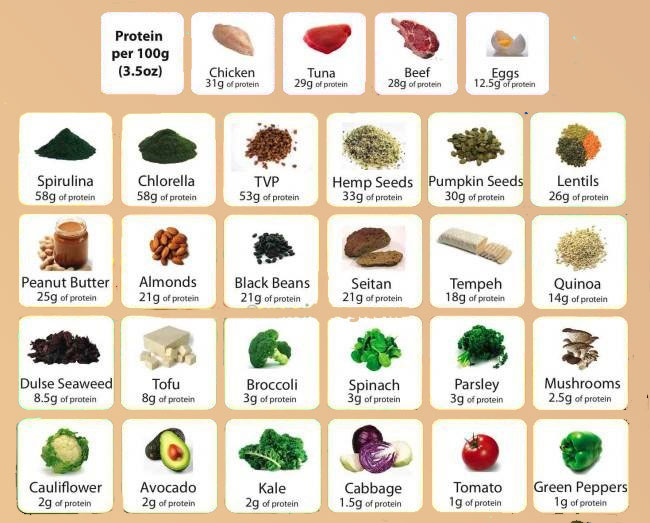 Protein
per 100g
(3.5oz)
Chicken
31g of protein
Tuna
29g of protein
Beef
28g of protein
Eggs
12.5g of protein
Spirulina
58g of protein
Chlorella
58g of protein
TVP
53g of protein
Hemp Seeds
33g of protein
Pumpkin Seeds
30g of protein
Lentils
26g of protein
Peanut Butter
25g of protein
Almonds
21g of protein
Black Beans
21g of protein
Seitan
21g of protein
Tempeh
18g of protein
Quinoa
14g of protein
Dulse Seaweed
8.5g of protein
Tofu
8g of protein
Broccoli
3g of protein
Spinach
3g of protein
Parsley
3g of protein
Mushrooms
2.5g of protein
Cauliflower
2g of protein
Avocado
2g of protein
Kale
2g of protein
Cabbage
1.5g of protein
Tomato
1g of protein
Green Peppers
1g of protein